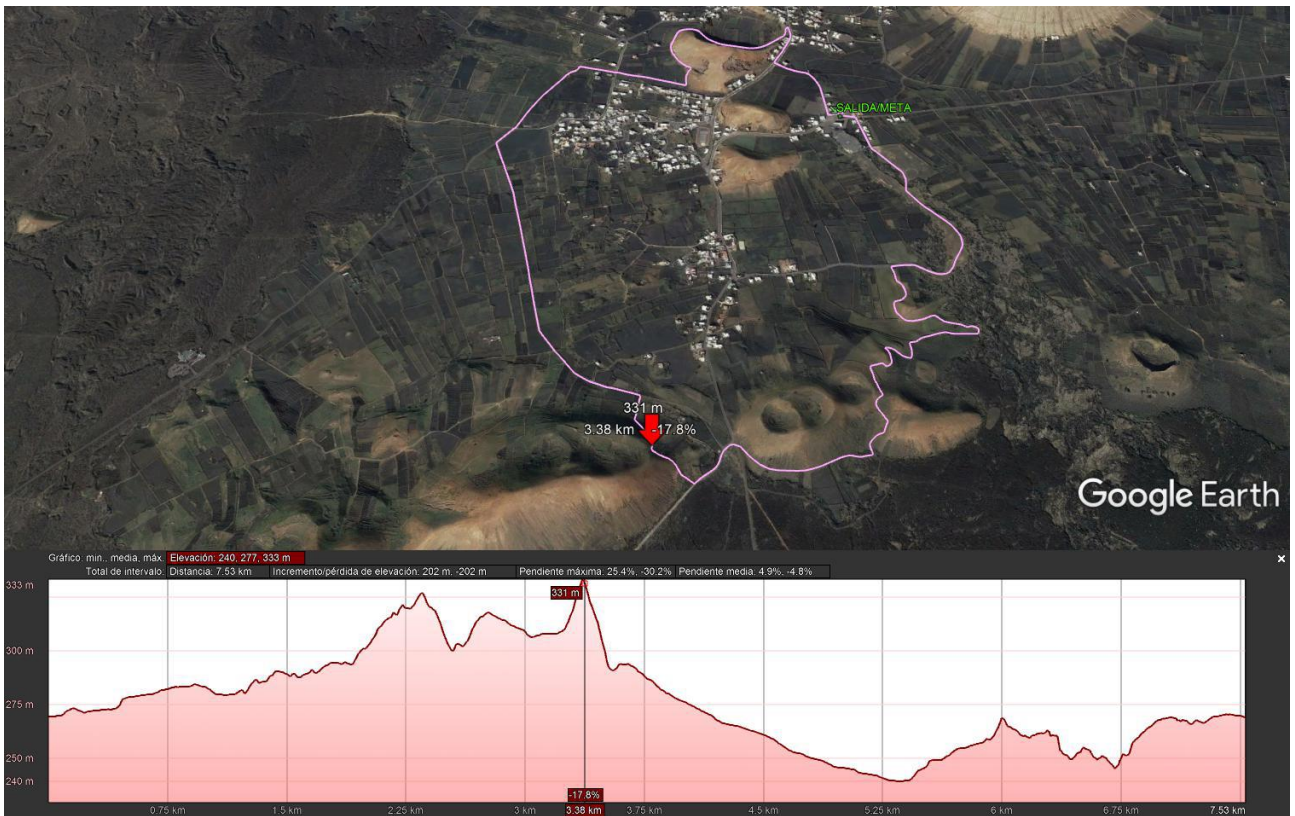 SALIDA/META
331 m
3.38 km -17.8%
Google Earth
Gráfico: min., media, máx. Elevación: 240, 277, 333 m
Total de intervalo: Distancia: 7.53 km Incremento/pérdida de elevación: 202 m, -202 m Pendiente máxima: 25.4%, -30.2% Pendiente media: 4.9%, -4.8%
333 m
331 m
300 m
275 m
250 m
240 m
-17.8%
0.75 km 1.5 km 2.25 km 3 km 3.38 km 3.75 km 4.5 km 5.25 km 6 km 6.75 km 7.53 km